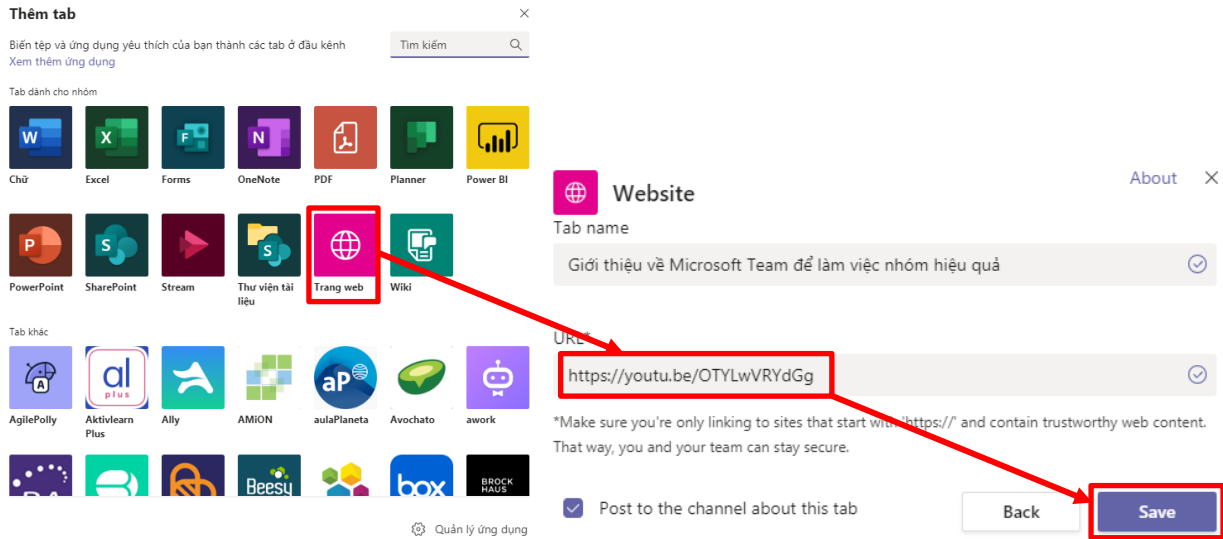 Thêm tab
Biến tệp và ứng dụng yêu thích của bạn thành các tab ở đầu kênh
Xem thêm ứng dụng
Tìm kiếm
Tab dành cho nhóm
W
X
F
N
Chữ
Excel
Forms
OneNote
PDF
Planner
Power BI
P
S
S
PowerPoint
SharePoint
Stream
Thư viện tài
liệu
Trang web
Wiki
Tab khác
A
al
plus
aP
AgilePolly
Aktivlearn
Plus
Ally
AMiON
aulaPlaneta
Avochato
awork
Beesy
box
BROCK
HAUS
Quản lý ứng dụng
Website
About
Tab name
Giới thiệu về Microsoft Team để làm việc nhóm hiệu quả
URL*
https://youtu.be/OTYLwVRYdGg
*Make sure you're only linking to sites that start with 'https://' and contain trustworthy web content.
That way, you and your team can stay secure.
Post to the channel about this tab
Back
Save